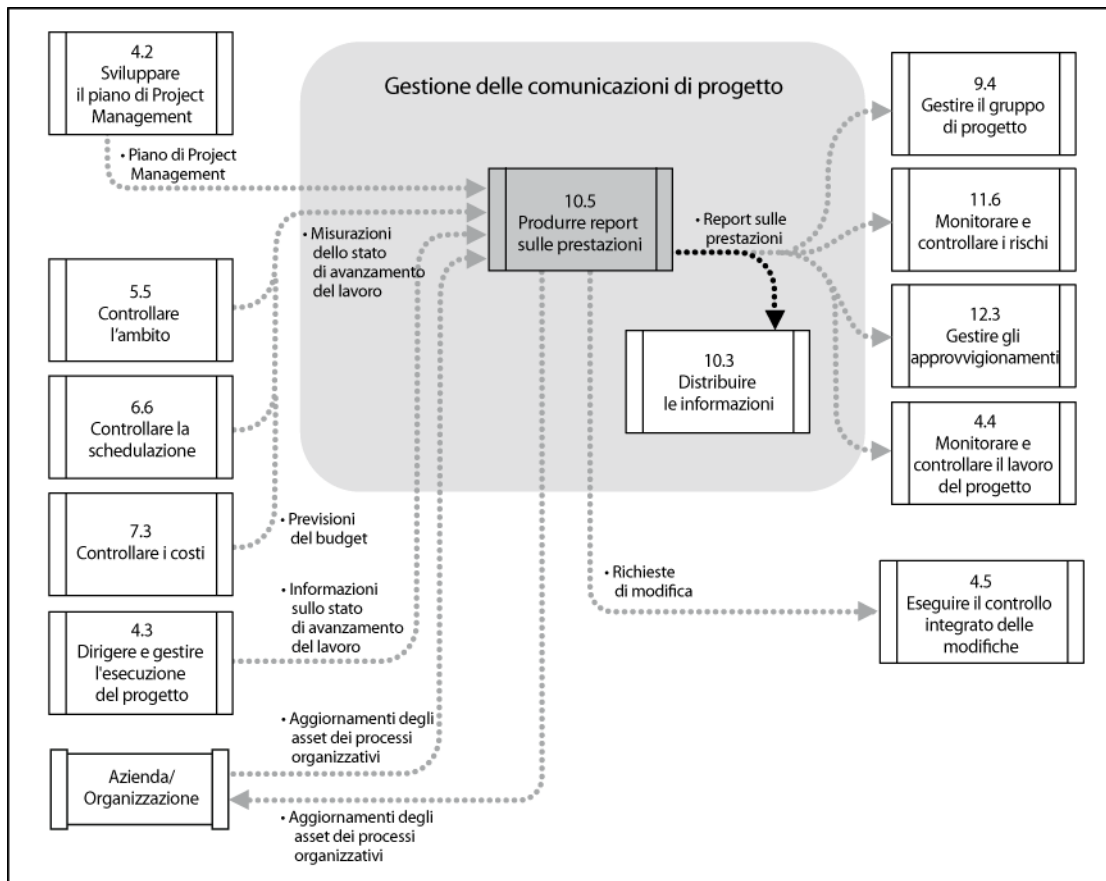 4.2
Sviluppare
il piano di Project
Management
Gestione delle comunicazioni di progetto
9.4
Gestire il gruppo
di progetto
• Piano di Project
Management
10.5
Produrre report
sulle prestazioni
• Report sulle
prestazioni
11.6
Monitorare e
controllare i rischi
• Misurazioni
dello stato
di avanzamento
del lavoro
5.5
Controllare
l’ambito
12.3
Gestire gli
approvvigionamenti
10.3
Distribuire
le informazioni
6.6
Controllare la
schedulazione
4.4
Monitorare e
controllare il lavoro
del progetto
7.3
Controllare i costi
• Previsioni
del budget
• Richieste
di modifica
4.5
Eseguire il controllo
integrato delle
modifiche
• Informazioni
sullo stato
di avanzamento
del lavoro
4.3
Dirigere e gestire
l'esecuzione
del progetto
• Aggiornamenti degli
asset dei processi
organizzativi
Azienda/
Organizzazione
• Aggiornamenti degli
asset dei processi
organizzativi